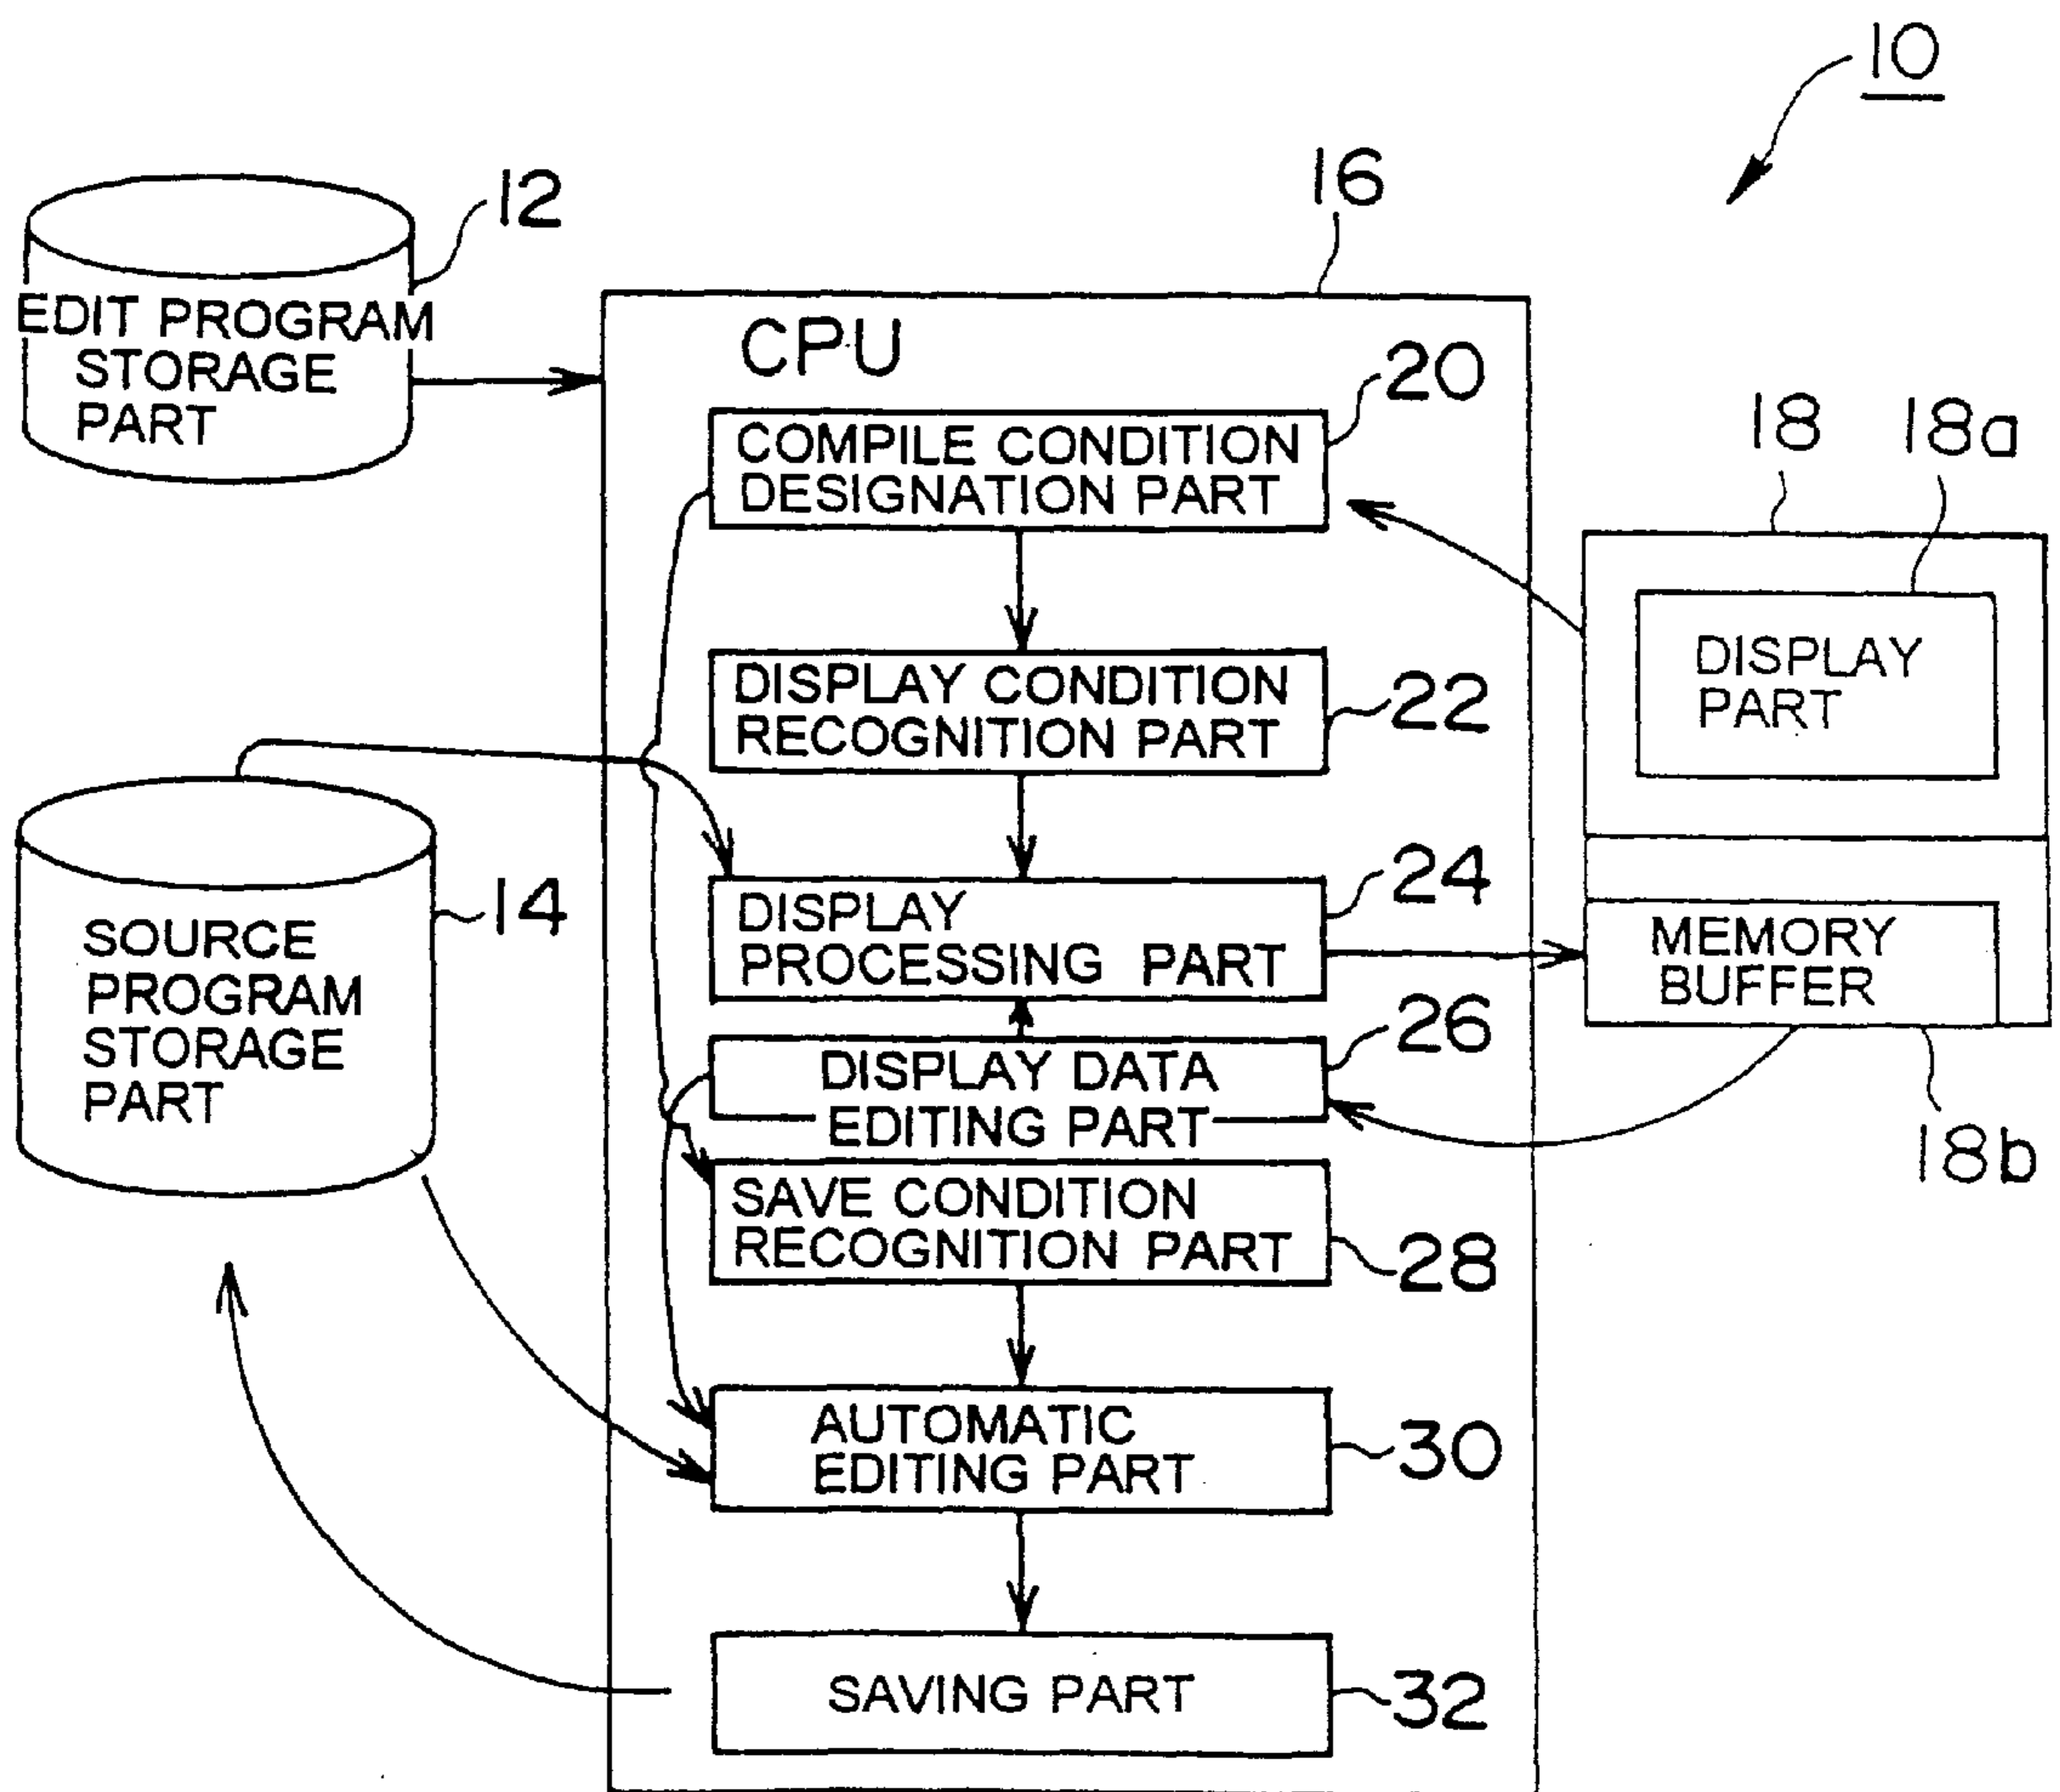 10
16
12
EDIT PROGRAM
STORAGE
PART
CPU
20
COMPILE CONDITION
DESIGNATION PART
18
18a
DISPLAY
PART
DISPLAY CONDITION
RECOGNITION PART
22
14
SOURCE
PROGRAM
STORAGE
PART
24
DISPLAY
PROCESSING PART
MEMORY
BUFFER
26
DISPLAY DATA
EDITING PART
18b
SAVE CONDITION
RECOGNITION PART
28
AUTOMATIC
EDITING PART
30
SAVING PART
32